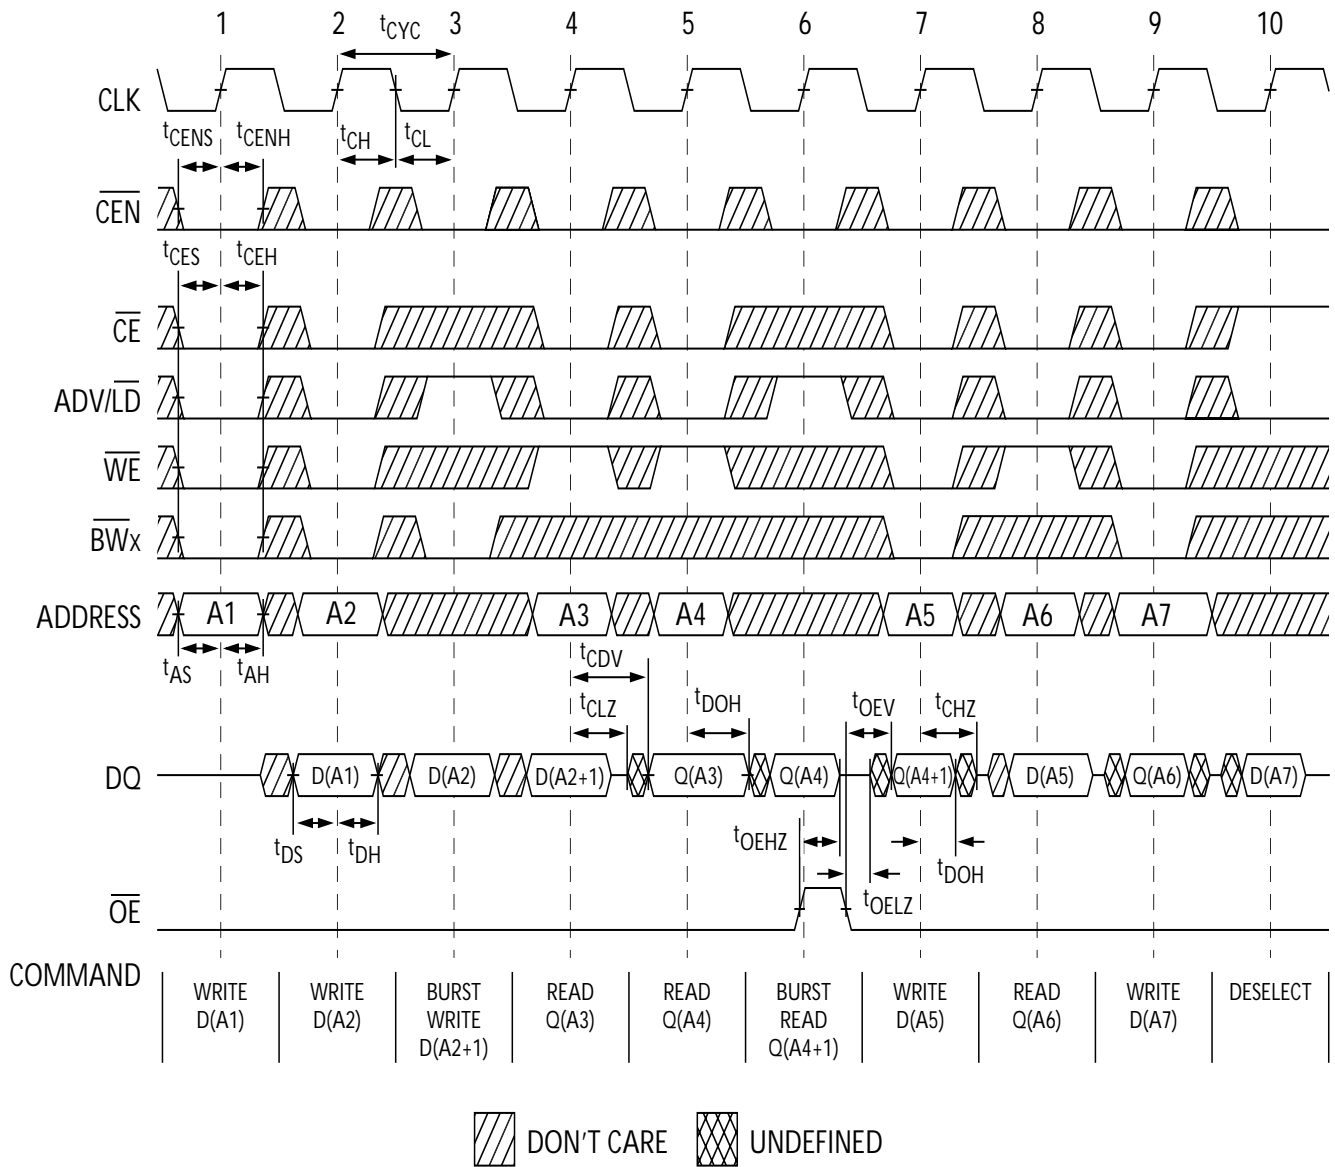 1 2 3 4 5 6 7 8 9 10
tCYC
CLK
tCENS tCENH tCH tCL
CEN
tCES tCEH
CE
ADV/LD
WE
BWx
ADDRESS A1 A2 A3 A4 A5 A6 A7
tAS tAH tCDV
tCLZ tDOH tOEV tCHZ
DQ D(A1) D(A2) D(A2+1) Q(A3) Q(A4) Q(A4+1) D(A5) Q(A6) D(A7)
tDS tDH tOEHZ tDOH
tOELZ
OE
COMMAND
WRITE WRITE BURST READ READ BURST WRITE READ WRITE DESELECT
D(A1) D(A2) WRITE Q(A3) Q(A4) READ D(A5) Q(A6) D(A7)
D(A2+1) Q(A4+1)
DON'T CARE UNDEFINED